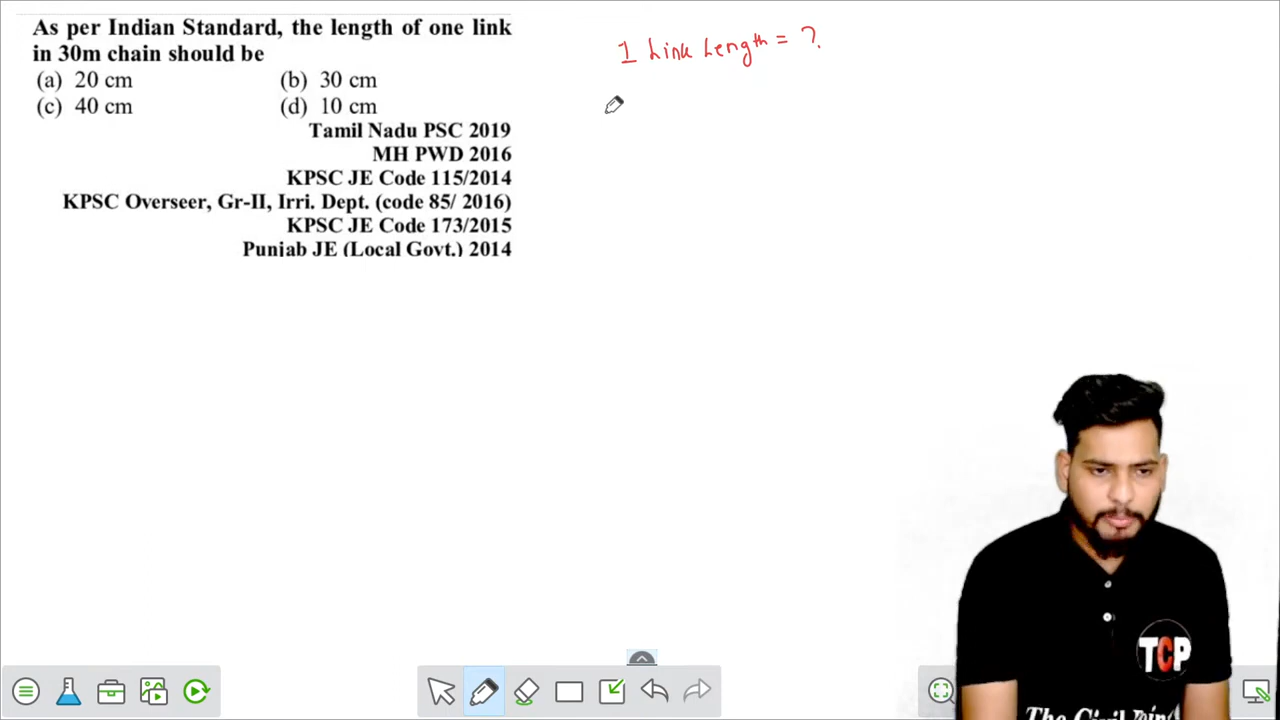 As per Indian Standard, the length of one link
in 30m chain should be
(a) 20 cm (b) 30 cm
(c) 40 cm (d) 10 cm
Tamil Nadu PSC 2019
MH PWD 2016
KPSC JE Code 115/2014
KPSC Overseer, Gr-II, Irri. Dept. (code 85/ 2016)
KPSC JE Code 173/2015
Punjab JE (Local Govt.) 2014
1 Link Length = ?
TCP
The Civil